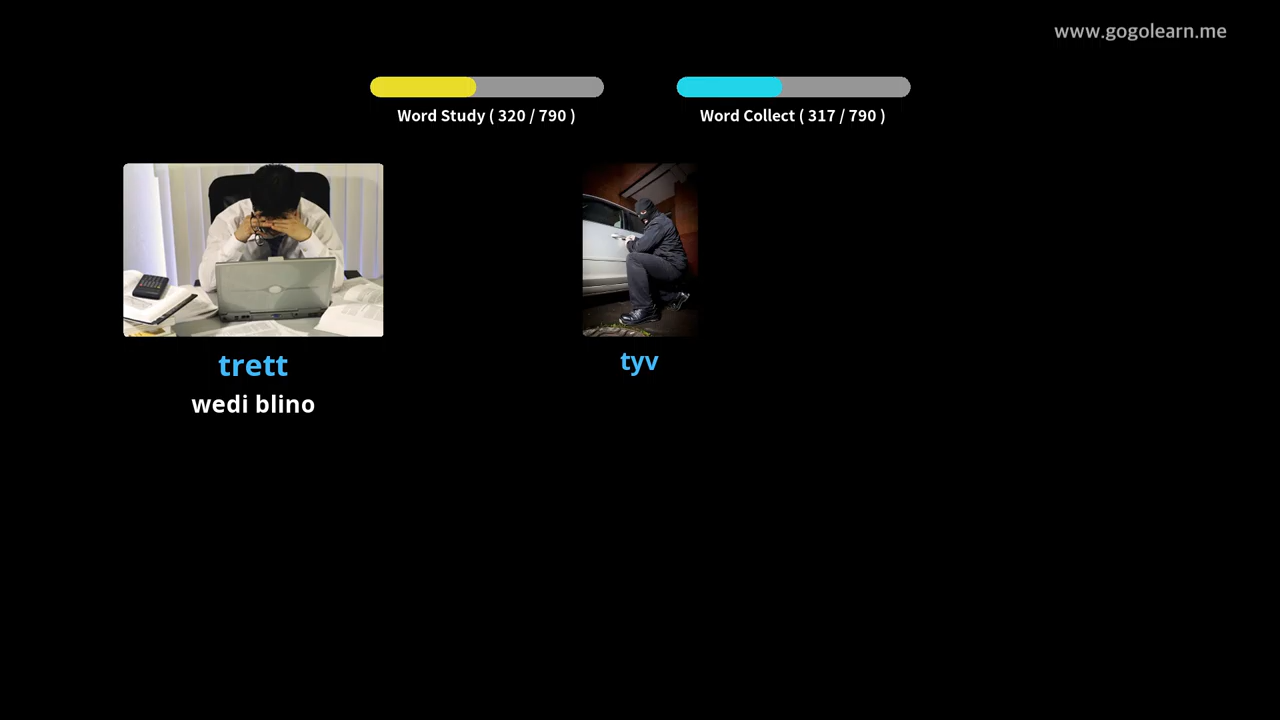 www.gogolearn.me
Word Study ( 320 / 790 )
Word Collect ( 317 / 790 )
trett
wedi blino
tyv